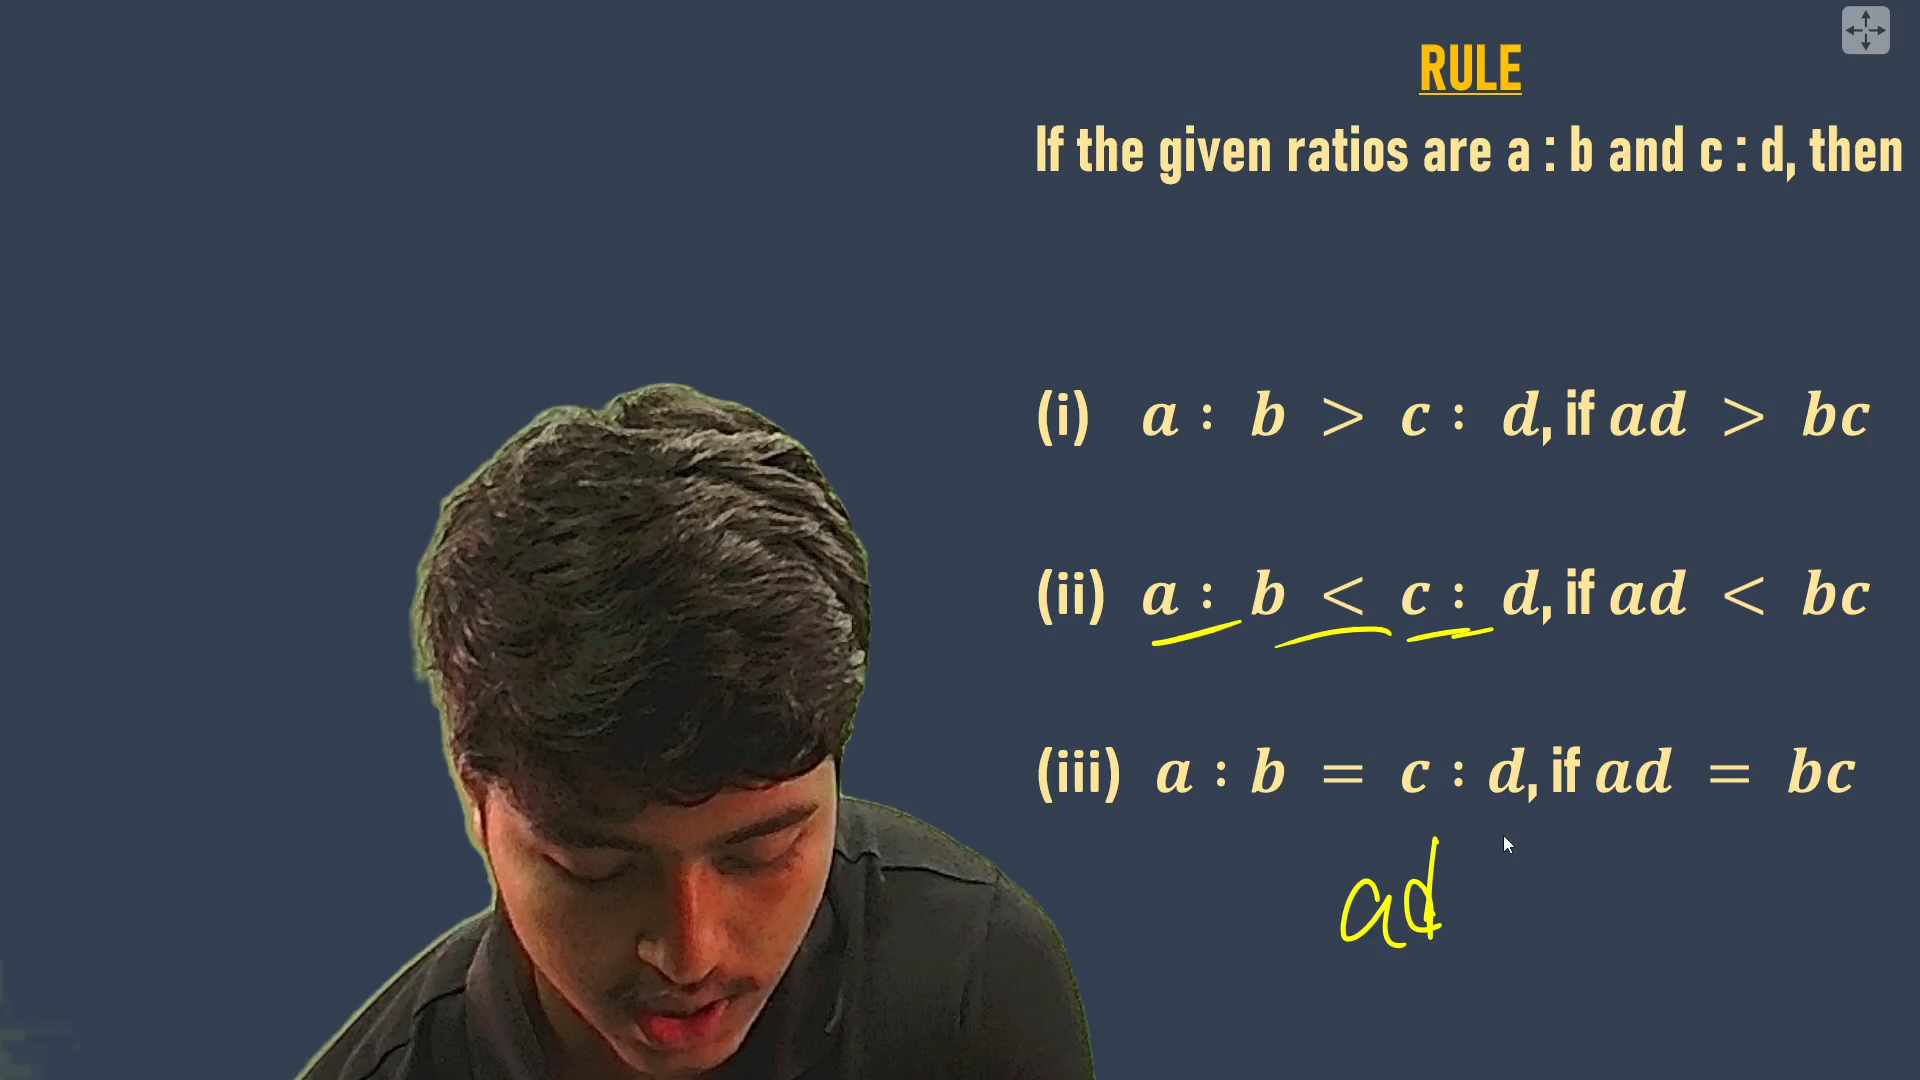 RULE
If the given ratios are a : b and c : d, then
(i) a : b > c : d, if ad > bc
(ii) a : b < c : d, if ad < bc
(iii) a : b = c : d, if ad = bc
ad